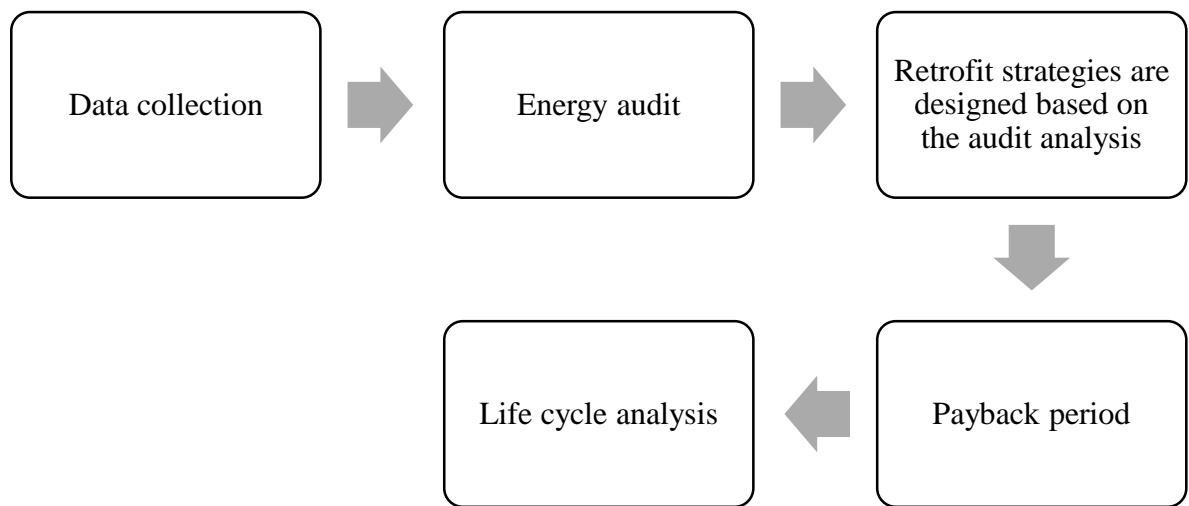 Data collection
Energy audit
Retrofit strategies are
designed based on
the audit analysis
Life cycle analysis
Payback period